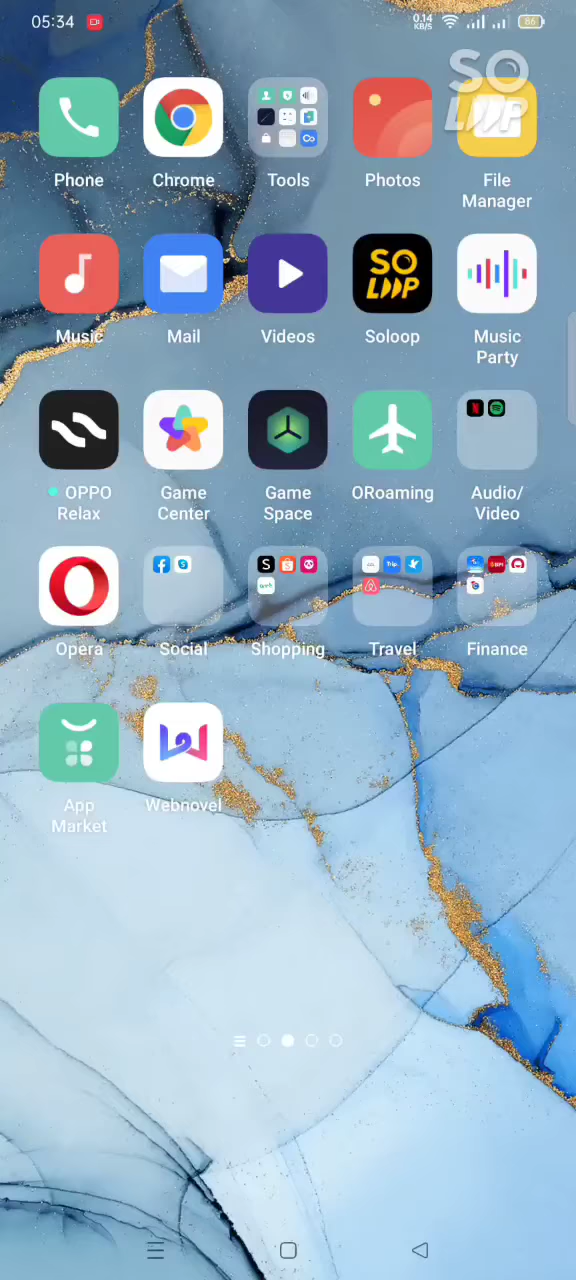 05:34
0.14
KB/S
86
SO
LOOP
Phone
Chrome
Tools
Photos
File
Manager
SO
LOOP
Music
Mail
Videos
Soloop
Music
Party
OPPO
Relax
Game
Center
Game
Space
ORoaming
Audio/
Video
S
Trip.
BPI
Opera
Social
Shopping
Travel
Finance
App
Market
Webnovel